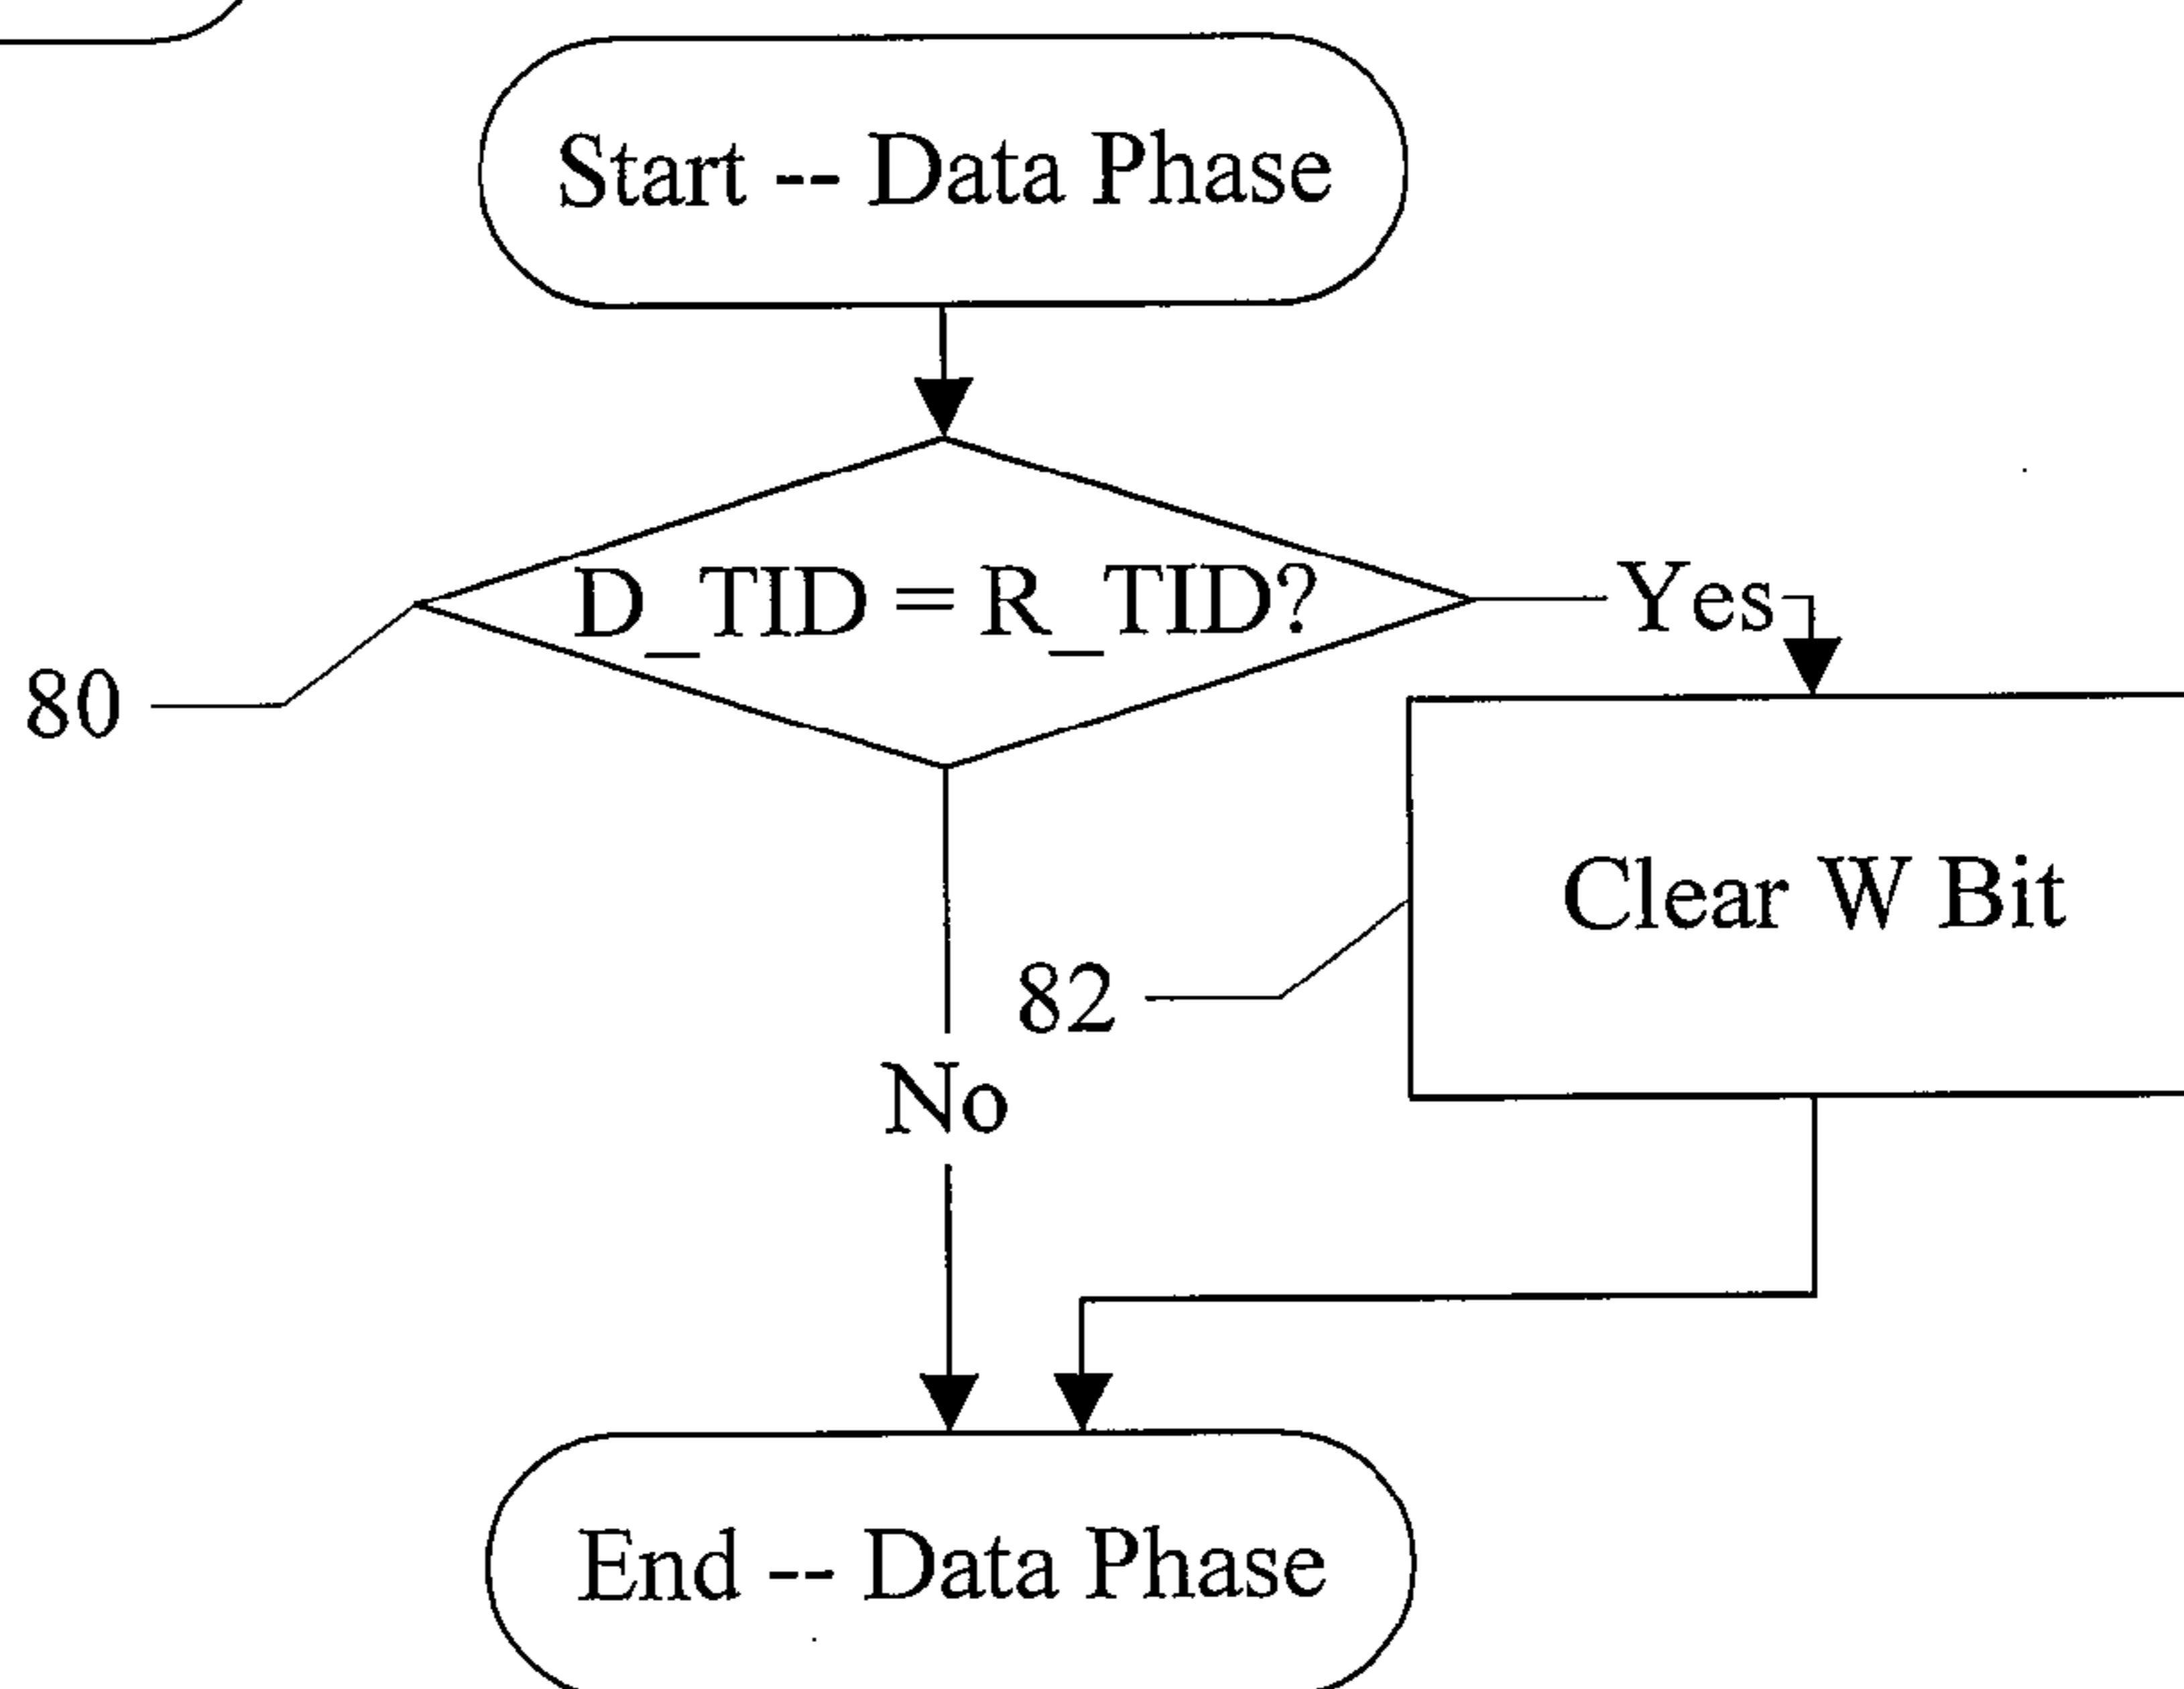 Start -- Data Phase
D_TID = R_TID?
Yes
80
Clear W Bit
82
No
End -- Data Phase